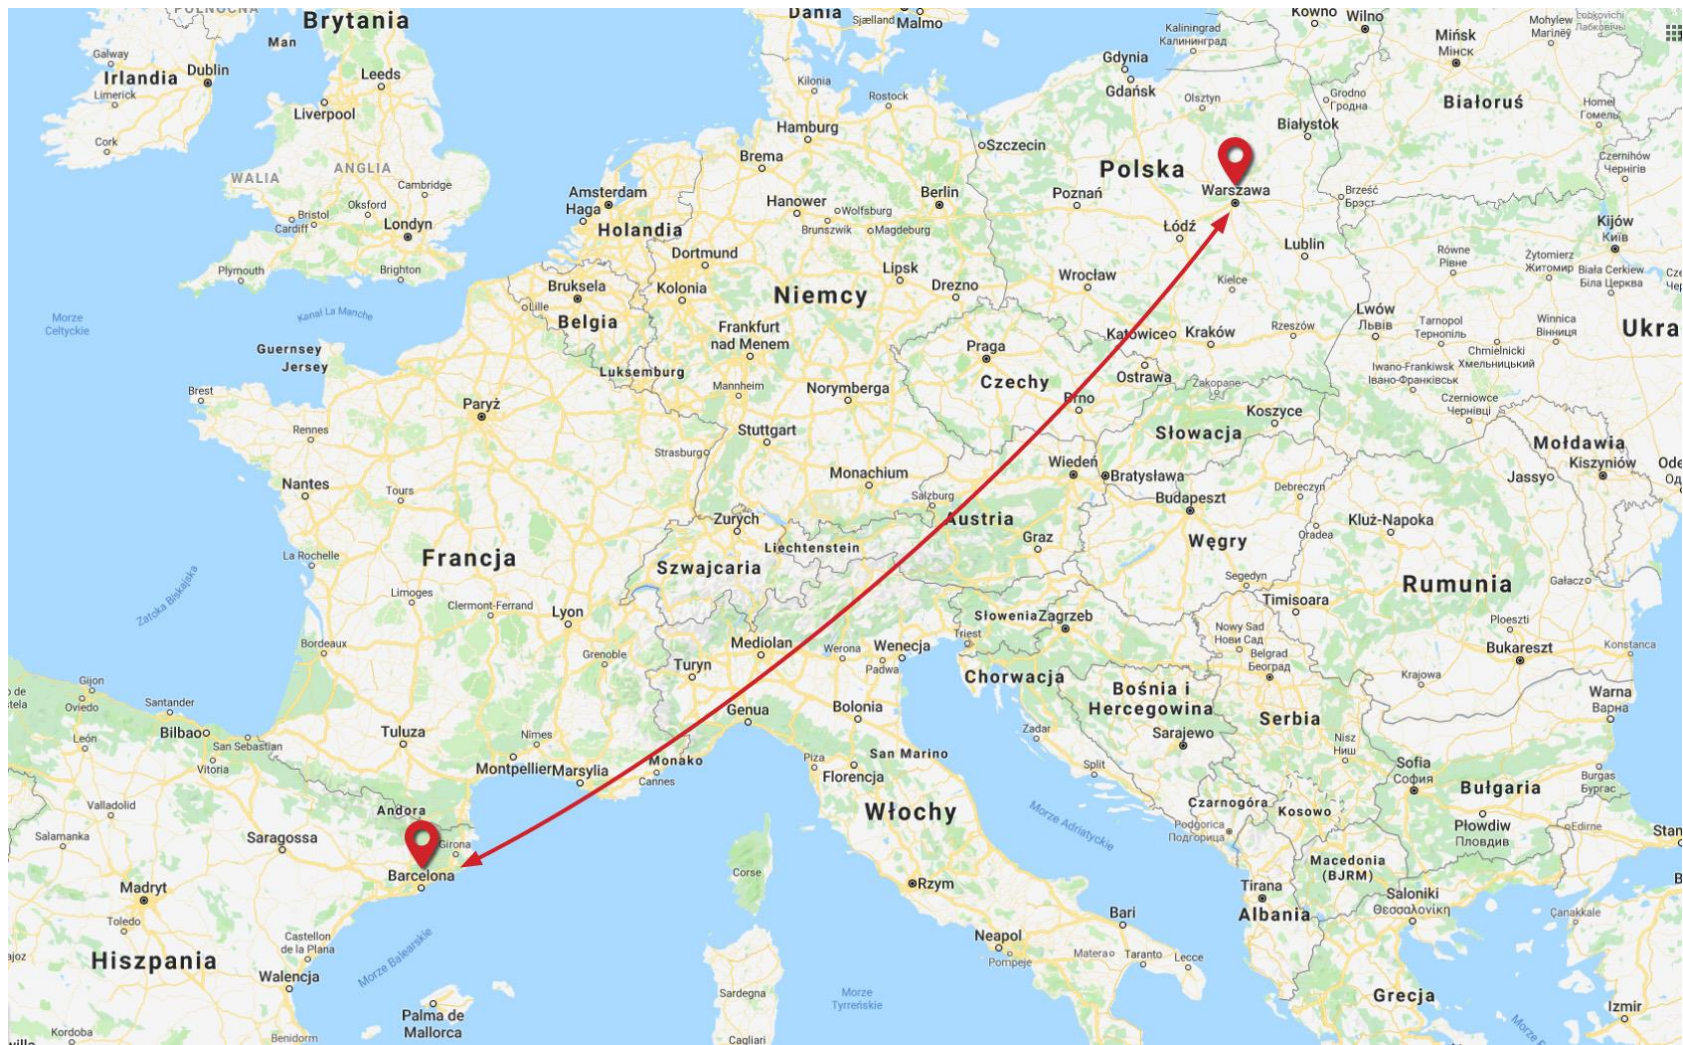 PÓŁNOCNO
Brytania
Dania
Sjælland
Malmo
Kowno
Wilno
Mohylew
Магілёў
Łobkovichi
Лабковічы
Man
Kaliningrad
Калининград
Mińsk
Мінск
Galway
Irlandia
Dublin
Leeds
Gdynia
Gdańsk
Limerick
Liverpool
Kilonia
Rostock
Olsztyn
Grodno
Гродна
Białoruś
Homel
Гомель
Cork
Hamburg
Białystok
Szczecin
Brema
Polska
Czernihów
Чернігів
WALIA
ANGLIA
Cambridge
Amsterdam
Haga
Hanower
Wolfsburg
Berlin
Poznań
Warszawa
Brześć
Брэст
Bristol
Cardiff
Oksford
Londyn
Holandia
Brunszwik
Magdeburg
Łódź
Kijów
Київ
Plymouth
Brighton
Dortmund
Lublin
Równe
Рівне
Żytomierz
Житомир
Biała Cerkiew
Біла Церква
Bruksela
Lille
Kolonia
Niemcy
Lipsk
Drezno
Wrocław
Kielce
Morze
Celtyckie
Kanał La Manche
Belgia
Frankfurt
nad Menem
Katowice
Kraków
Rzeszów
Lwów
Львів
Tarnopol
Тернопіль
Winnica
Вінниця
Ukra
Guernsey
Jersey
Luksemburg
Praga
Czechy
Ostrawa
Zakopane
Chmielnicki
Хмельницький
Iwano-Frankiwsk
Івано-Франківськ
Brest
Paryż
Mannheim
Norymberga
Brno
Koszyce
Czerniowce
Чернівці
Rennes
Strasburg
Stuttgart
Słowacja
Mołdawia
Kiszyniów
Nantes
Tours
Monachium
Salzburg
Wiedeń
Bratysława
Budapeszt
Debreczyn
Jassy
Zurych
Liechtenstein
Austria
Graz
Węgry
Oradea
Kluż-Napoka
La Rochelle
Francja
Szwajcaria
Segedyn
Rumunia
Gałacz
Zatoka Biskajska
Limoges
Clermont-Ferrand
Lyon
Słowenia
Zagrzeb
Timisoara
Ploeszti
Bordeaux
Grenoble
Mediolan
Turyn
Werona
Padwa
Wenecja
Triest
Nowy Sad
Нови Сад
Belgrad
Београд
Bukareszt
Konstanca
Gijon
Oviedo
Santander
Genua
Bolonia
Chorwacja
Bośnia i
Hercegowina
Serbia
Krajowa
Warna
Варна
León
Bilbao
San Sebastian
Vitoria
Tuluza
Nimes
Montpellier
Marsylia
Monako
Cannes
Piza
Florencja
San Marino
Zadar
Split
Sarajewo
Nisz
Ниш
Sofia
София
Bułgaria
Burgas
Бургас
Valladolid
Salamanka
Saragossa
Andora
Girona
Barcelona
Włochy
Morze Adriatyckie
Czarnogóra
Podgorica
Подгорица
Kosowo
Płowdiw
Пловдив
Edirne
Stan
Madryt
Toledo
Corse
Rzym
Macedonia
(BJRM)
Tirana
Albania
Saloniki
Θεσσαλονίκη
Çanakkale
Hiszpania
Castellon
de la Plana
Walencja
Morze Balearskie
Bari
Neapol
Pompeje
Matera
Taranto
Lecce
Palma de
Mallorca
Sardegna
Morze
Tyrreńskie
Grecja
Izmir
Kordoba
Benidorm
Cagliari